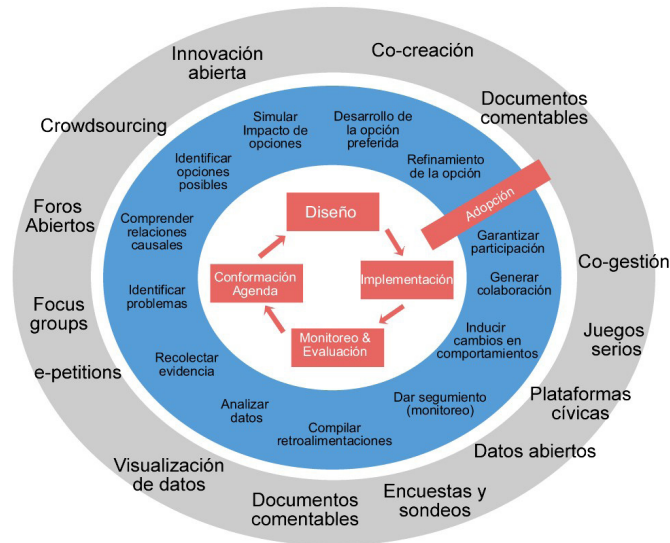 Innovación
abierta
Co-creación
Documentos
comentables
Crowdsourcing
Foros
Abiertos
Focus
groups
e-petitions
Visualización
de datos
Documentos
comentables
Encuestas y
sondeos
Datos abiertos
Plataformas
cívicas
Juegos
serios
Co-gestión
Simular
Impacto de
opciones
Desarrollo de
la opción
preferida
Refinamiento
de la opción
Adopción
Garantizar
participación
Generar
colaboración
Inducir
cambios en
comportamientos
Dar segumiento
(monitoreo)
Compilar
retroalimentaciones
Analizar
datos
Recolectar
evidencia
Identificar
problemas
Comprender
relaciones
causales
Identificar
opciones
posibles
Diseño
Implementación
Monitoreo &
Evaluación
Conformación
Agenda